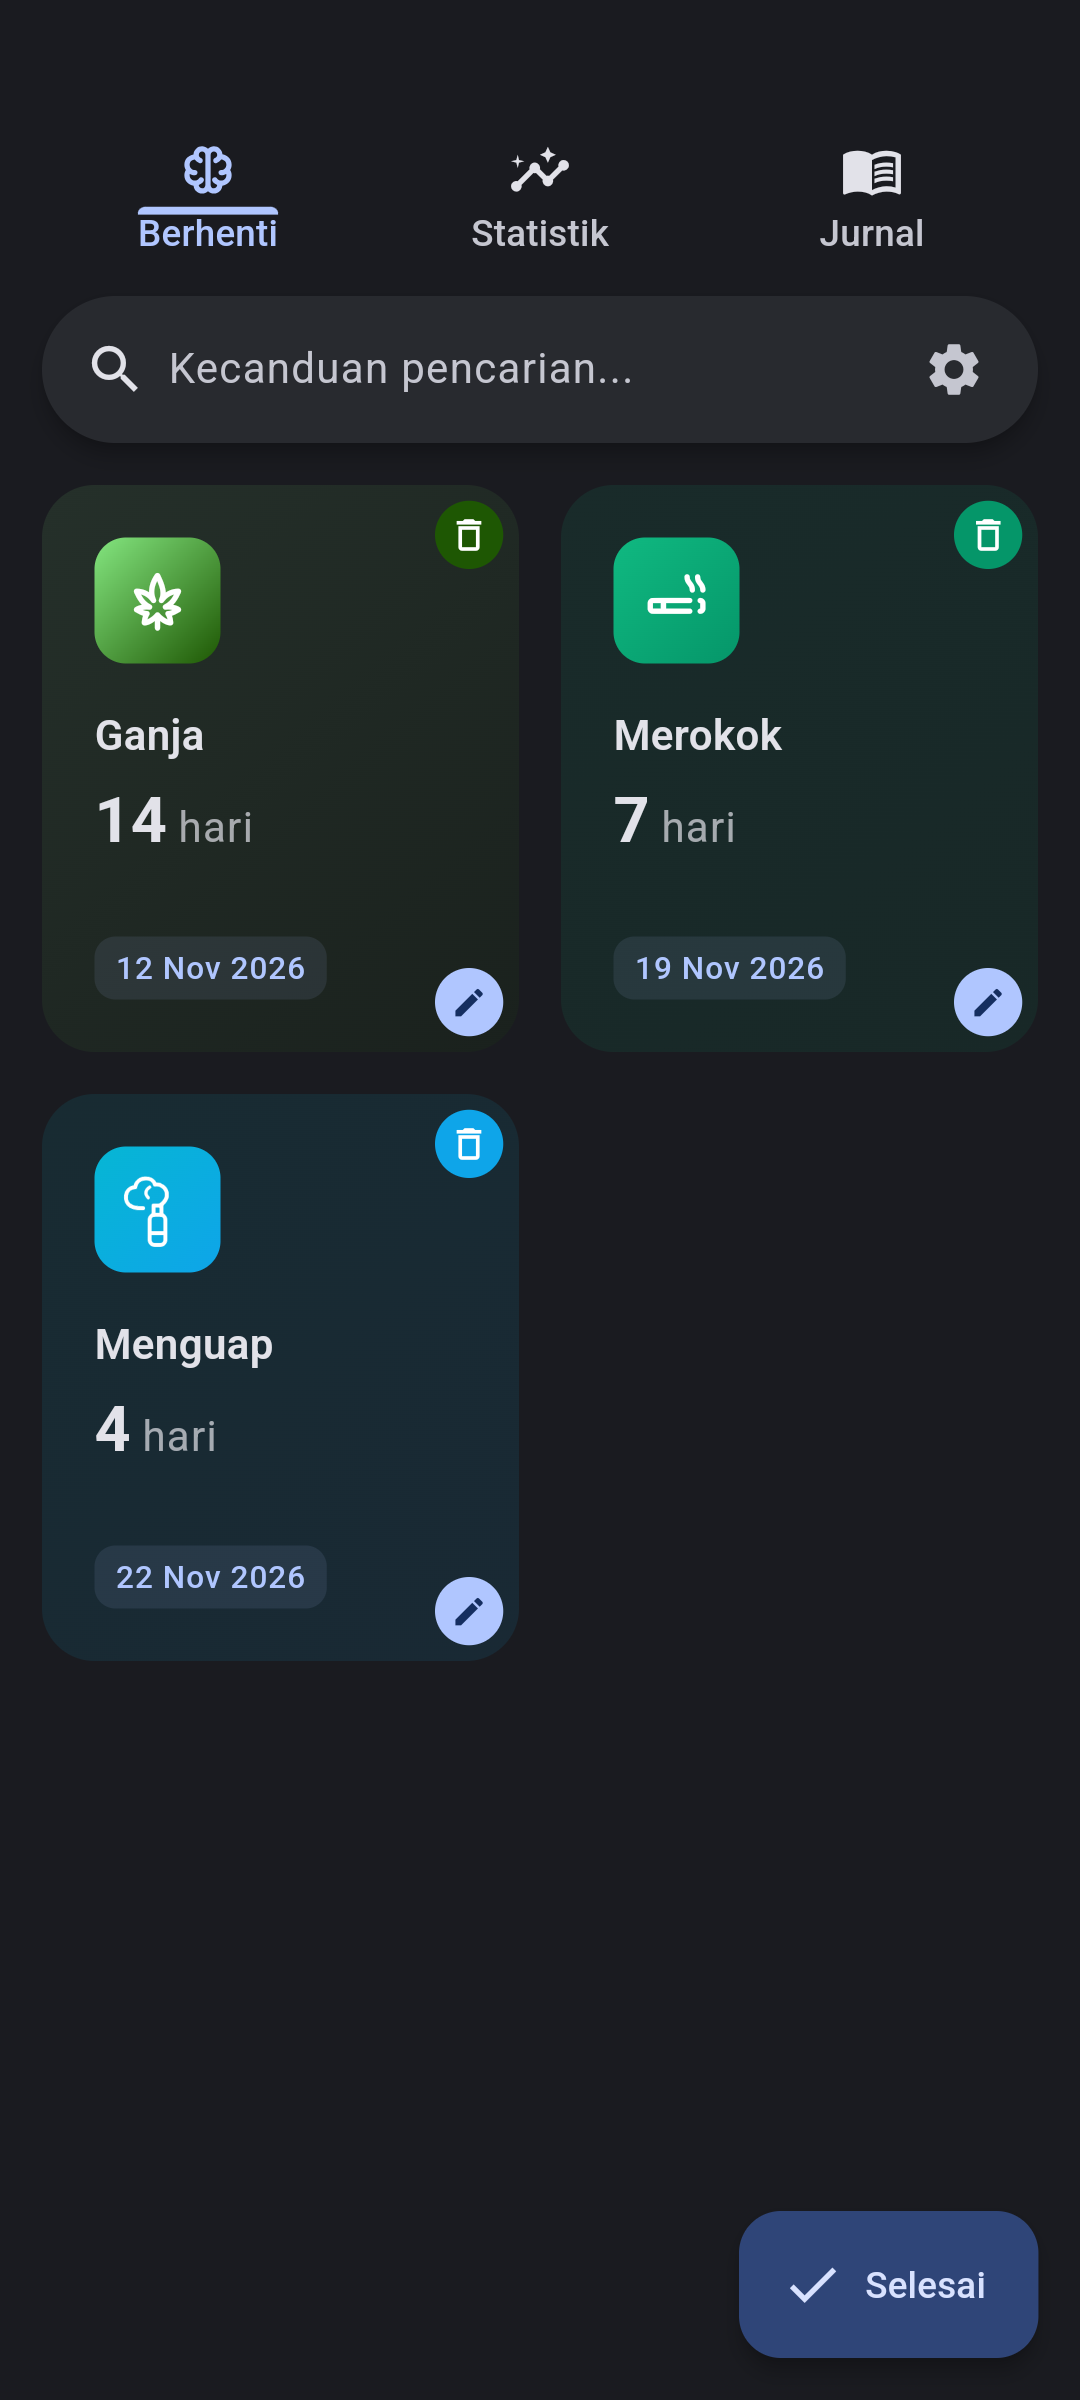 Berhenti
Statistik
Jurnal
Kecanduan pencarian...
Ganja
14 hari
12 Nov 2026
Merokok
7 hari
19 Nov 2026
Menguap
4 hari
22 Nov 2026
Selesai